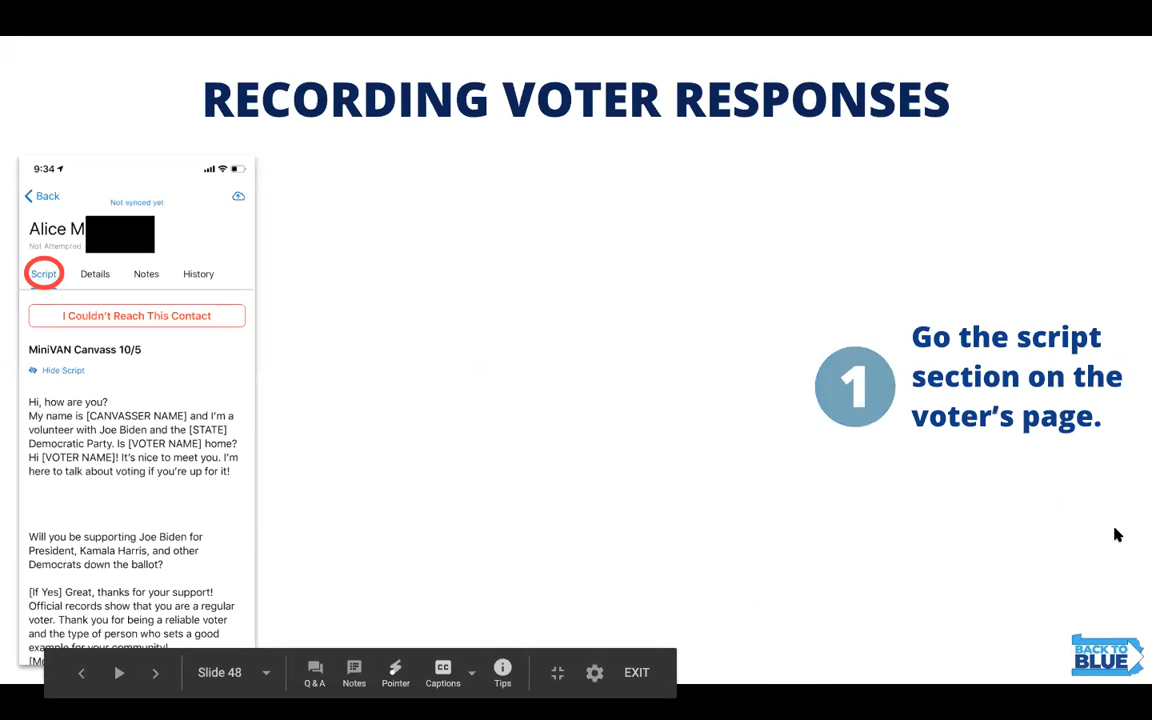 RECORDING VOTER RESPONSES
9:34
Back
Not synced yet
Alice M
Not Attempted
Script Details Notes History
I Couldn't Reach This Contact
MiniVAN Canvass 10/5
Hide Script
Hi, how are you?
My name is [CANVASSER NAME] and I'm a
volunteer with Joe Biden and the [STATE]
Democratic Party. Is [VOTER NAME] home?
Hi [VOTER NAME]! It's nice to meet you. I'm
here to talk about voting if you're up for it!
Will you be supporting Joe Biden for
President, Kamala Harris, and other
Democrats down the ballot?
[If Yes] Great, thanks for your support!
Official records show that you are a regular
voter. Thank you for being a reliable voter
and the type of person who sets a good
example for your community!
1
Go the script
section on the
voter's page.
Slide 48
Q & A Notes Pointer Captions Tips
CC
EXIT
BACK TO
BLUE